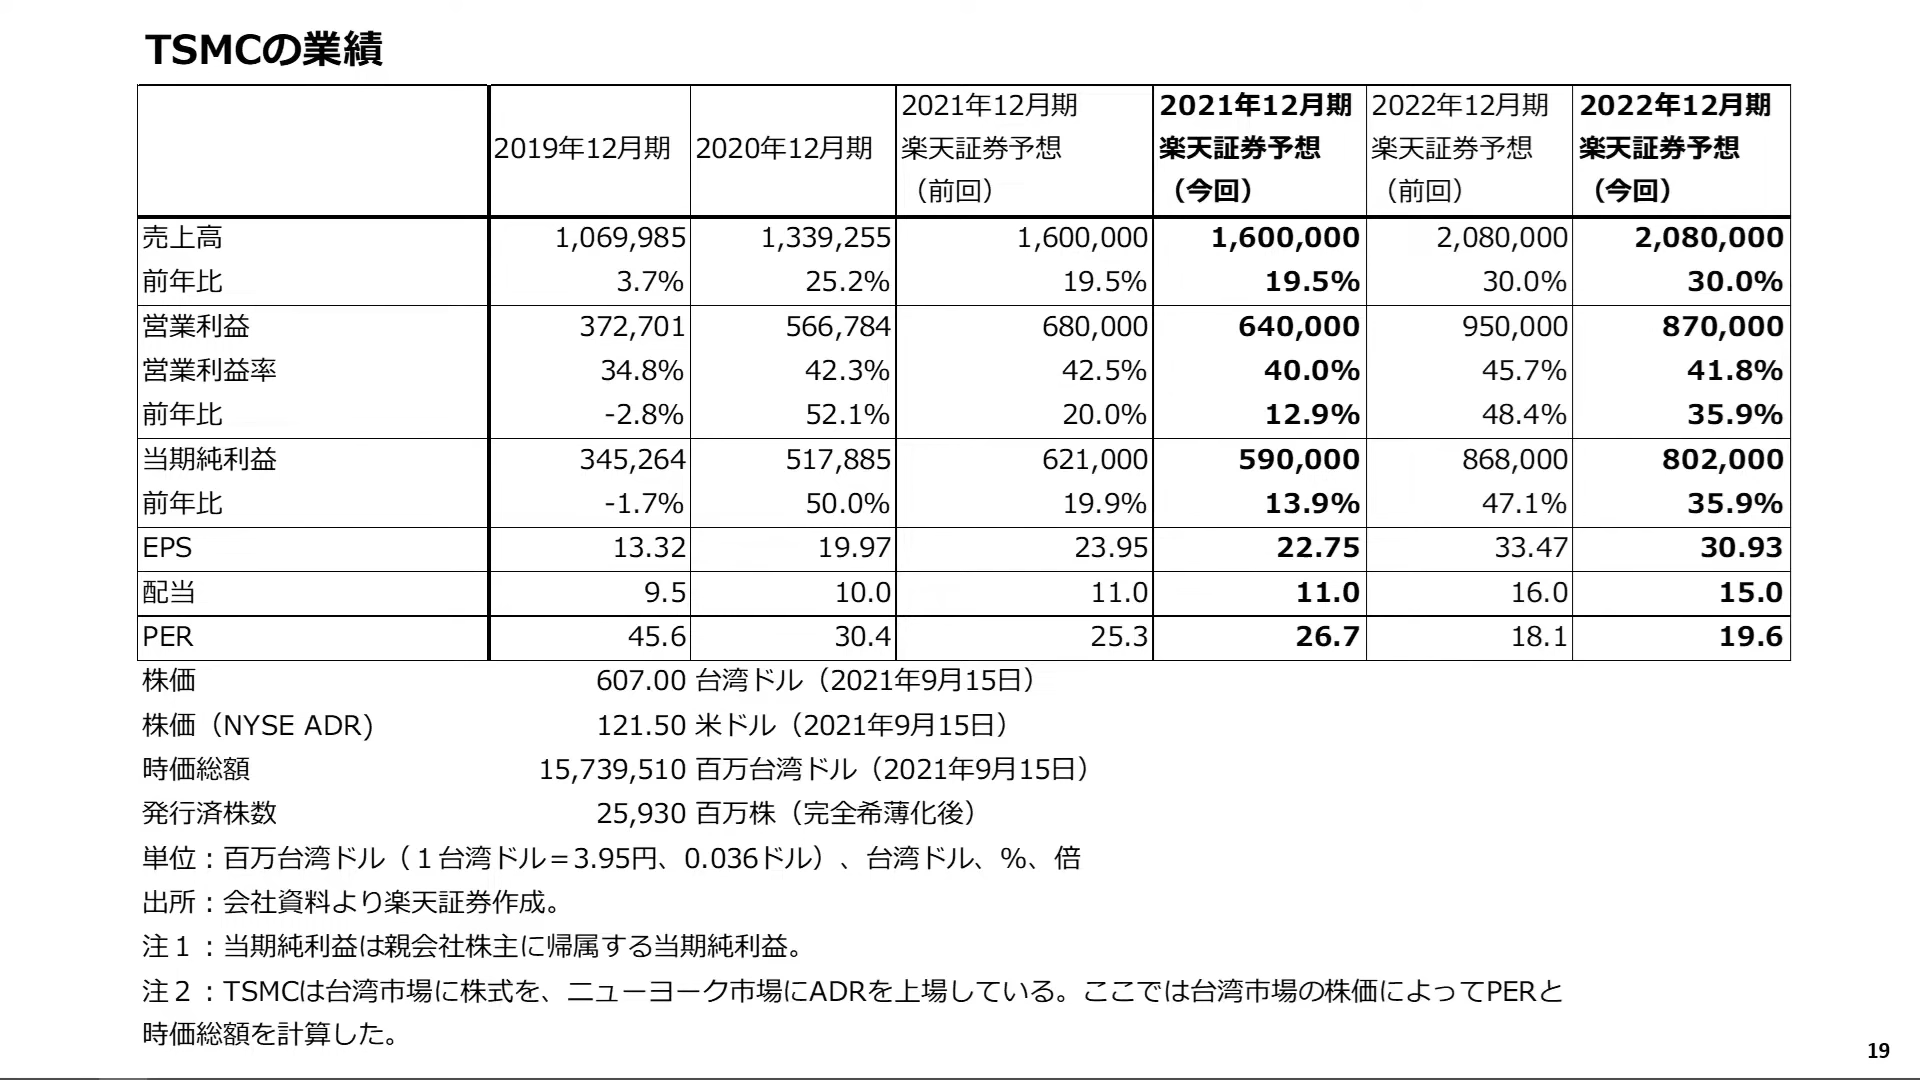 TSMCの業績
2019年12月期 2020年12月期 2021年12月期 楽天証券予想 （前回） 2021年12月期 楽天証券予想 （今回） 2022年12月期 楽天証券予想 （前回） 2022年12月期 楽天証券予想 （今回）
売上高 1,069,985 1,339,255 1,600,000 1,600,000 2,080,000 2,080,000
前年比 3.7% 25.2% 19.5% 19.5% 30.0% 30.0%
営業利益 372,701 566,784 680,000 640,000 950,000 870,000
営業利益率 34.8% 42.3% 42.5% 40.0% 45.7% 41.8%
前年比 -2.8% 52.1% 20.0% 12.9% 48.4% 35.9%
当期純利益 345,264 517,885 621,000 590,000 868,000 802,000
前年比 -1.7% 50.0% 19.9% 13.9% 47.1% 35.9%
EPS 13.32 19.97 23.95 22.75 33.47 30.93
配当 9.5 10.0 11.0 11.0 16.0 15.0
PER 45.6 30.4 25.3 26.7 18.1 19.6
株価 607.00 台湾ドル（2021年9月15日）
株価（NYSE ADR) 121.50 米ドル（2021年9月15日）
時価総額 15,739,510 百万台湾ドル（2021年9月15日）
発行済株数 25,930 百万株（完全希薄化後）
単位：百万台湾ドル（１台湾ドル＝3.95円、0.036ドル）、台湾ドル、%、倍
出所：会社資料より楽天証券作成。
注１：当期純利益は親会社株主に帰属する当期純利益。
注２：TSMCは台湾市場に株式を、ニューヨーク市場にADRを上場している。ここでは台湾市場の株価によってPERと
時価総額を計算した。
19